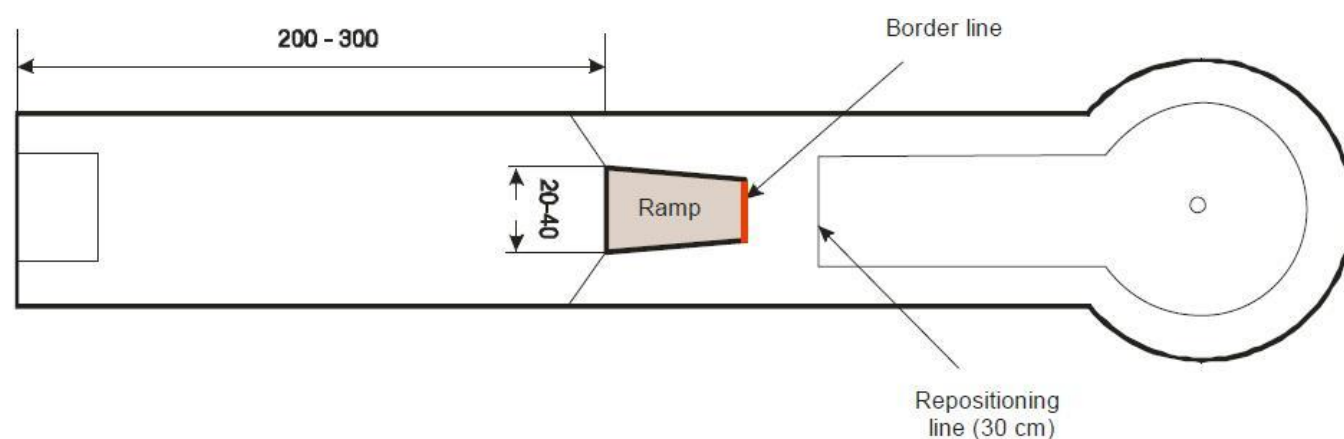 Border line
200 - 300
20-40
Ramp
Repositioning
line (30 cm)